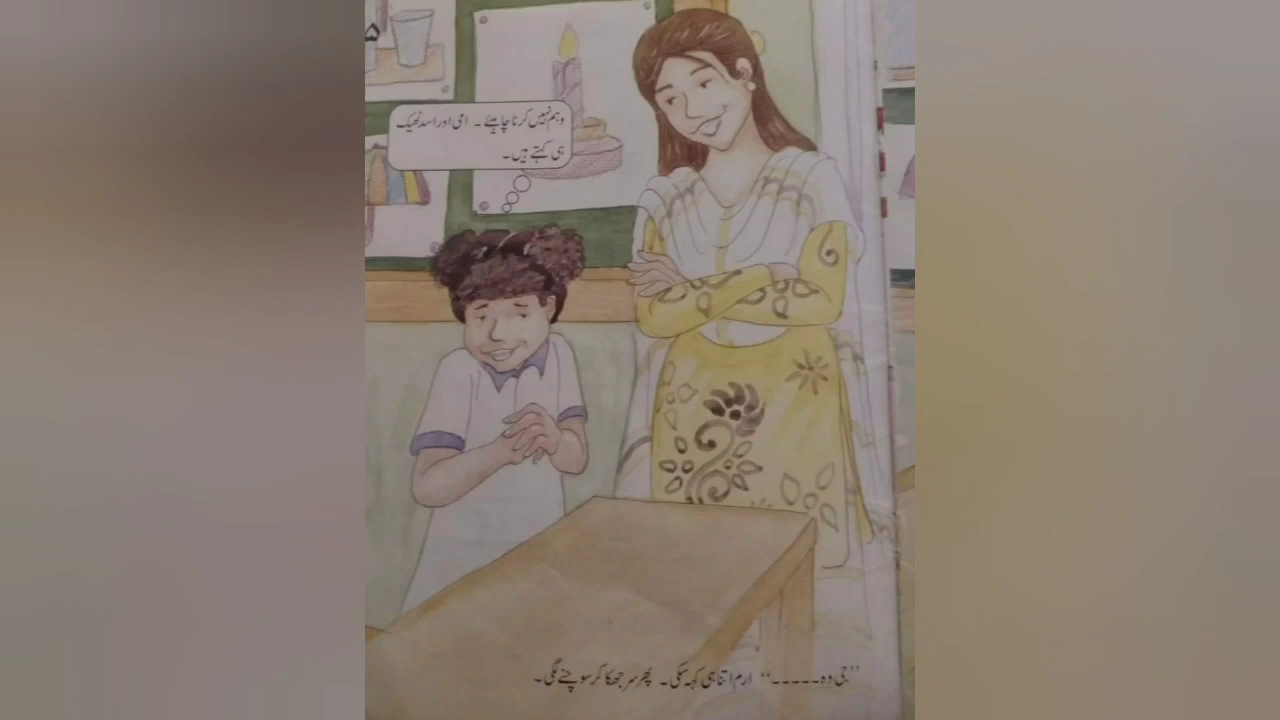 وہم نہیں کرنا چاہیئے ۔ امی اور اسد ٹھیک
ہی کہتے ہیں۔
”جی وہ-----“ ارم اتنا ہی کہہ سکی ۔ پھر سر جھکا کر سوچنے لگی ۔